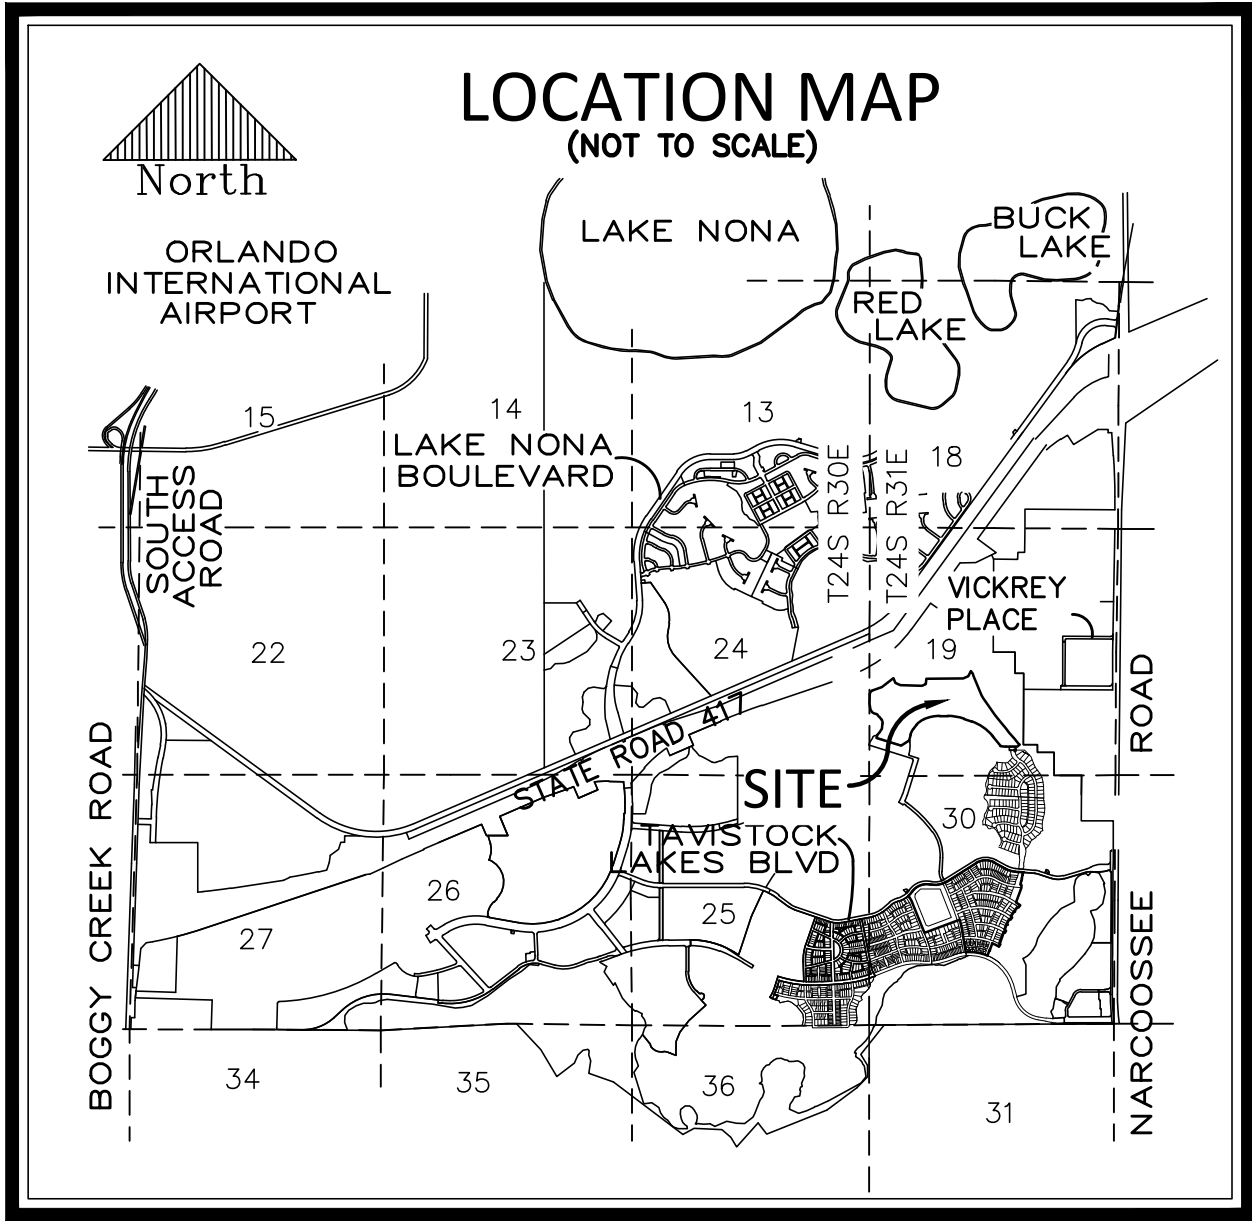 LOCATION MAP
(NOT TO SCALE)
North
ORLANDO
INTERNATIONAL
AIRPORT
LAKE NONA
BUCK
LAKE
RED
LAKE
15
14
13
18
LAKE NONA
BOULEVARD
SOUTH
ACCESS
ROAD
T24S R30E
T24S R31E
VICKREY
PLACE
22
23
24
19
STATE ROAD 417
SITE
30
TAVISTOCK
LAKES BLVD
26
25
27
BOGGY CREEK ROAD
NARCOOSSEE ROAD
34
35
36
31